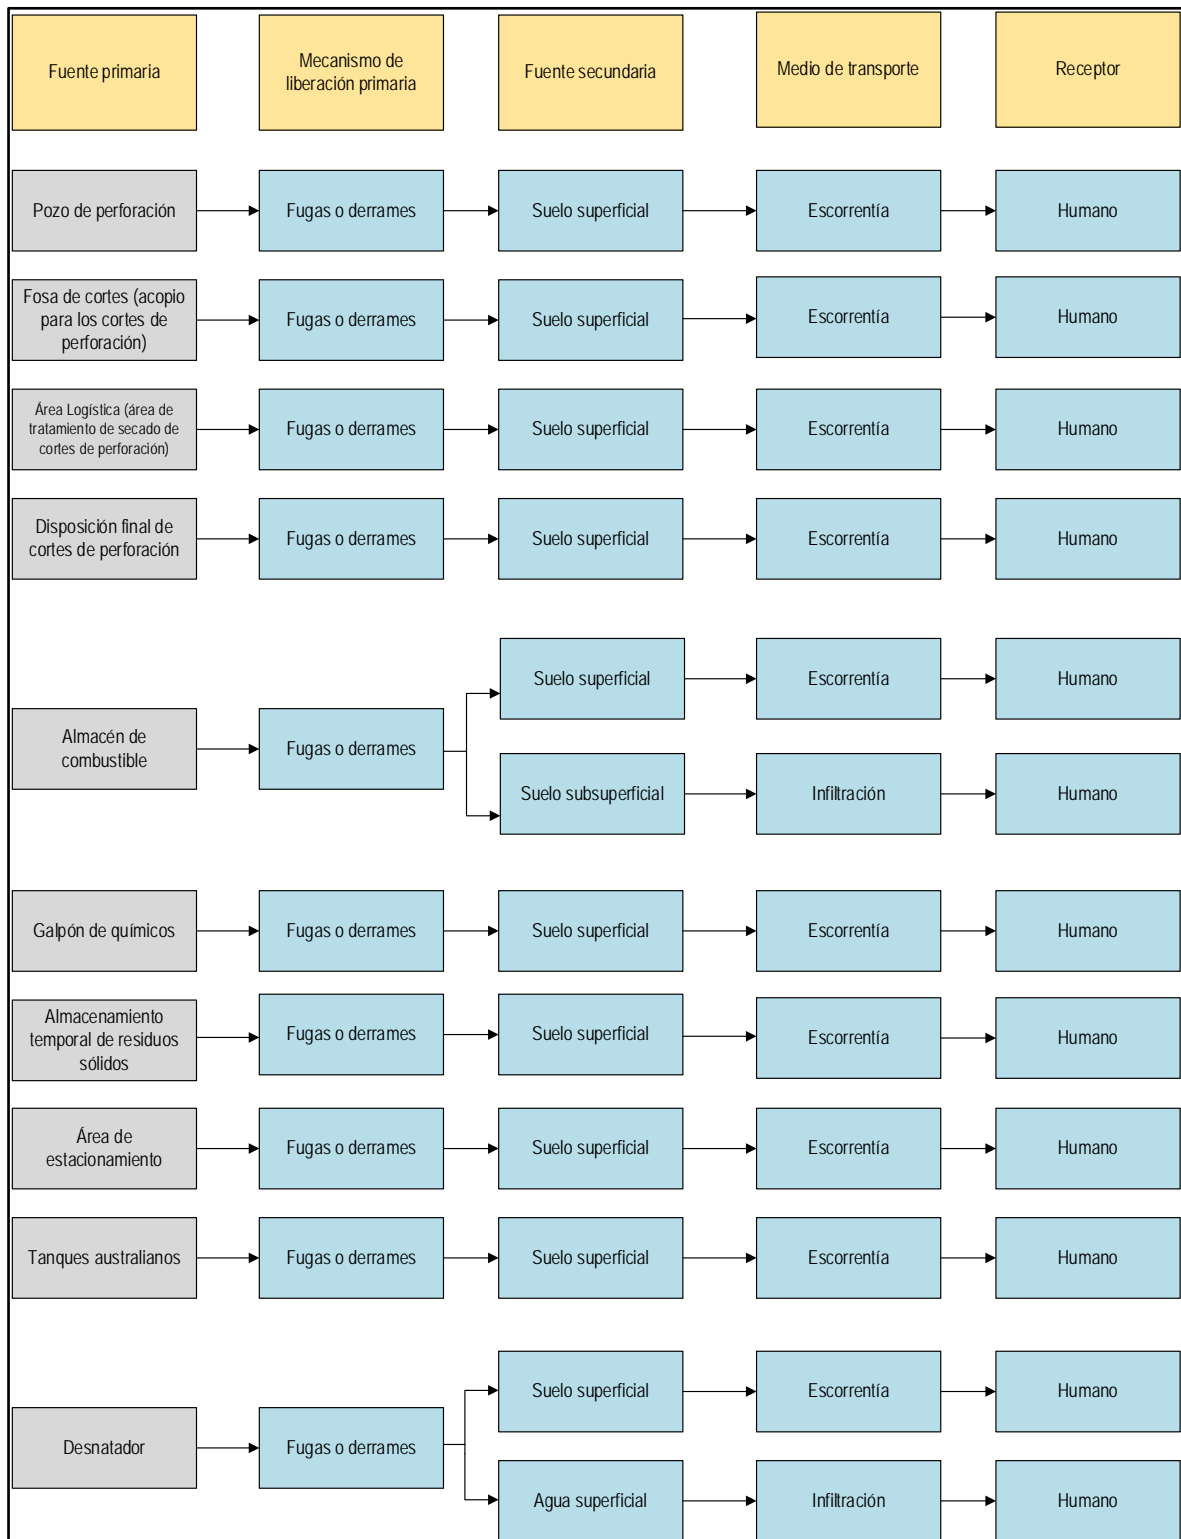 Fuente primaria
Mecanismo de
liberación primaria
Fuente secundaria
Medio de transporte
Receptor
Pozo de perforación
Fugas o derrames
Suelo superficial
Escorrentía
Humano
Fosa de cortes (acopio
para los cortes de
perforación)
Fugas o derrames
Suelo superficial
Escorrentía
Humano
Área Logística (área de
tratamiento de secado de
cortes de perforación)
Fugas o derrames
Suelo superficial
Escorrentía
Humano
Disposición final de
cortes de perforación
Fugas o derrames
Suelo superficial
Escorrentía
Humano
Almacén de
combustible
Fugas o derrames
Suelo superficial
Escorrentía
Humano
Suelo subsuperficial
Infiltración
Humano
Galpón de químicos
Fugas o derrames
Suelo superficial
Escorrentía
Humano
Almacenamiento
temporal de residuos
sólidos
Fugas o derrames
Suelo superficial
Escorrentía
Humano
Área de
estacionamiento
Fugas o derrames
Suelo superficial
Escorrentía
Humano
Tanques australianos
Fugas o derrames
Suelo superficial
Escorrentía
Humano
Desnatador
Fugas o derrames
Suelo superficial
Escorrentía
Humano
Agua superficial
Infiltración
Humano